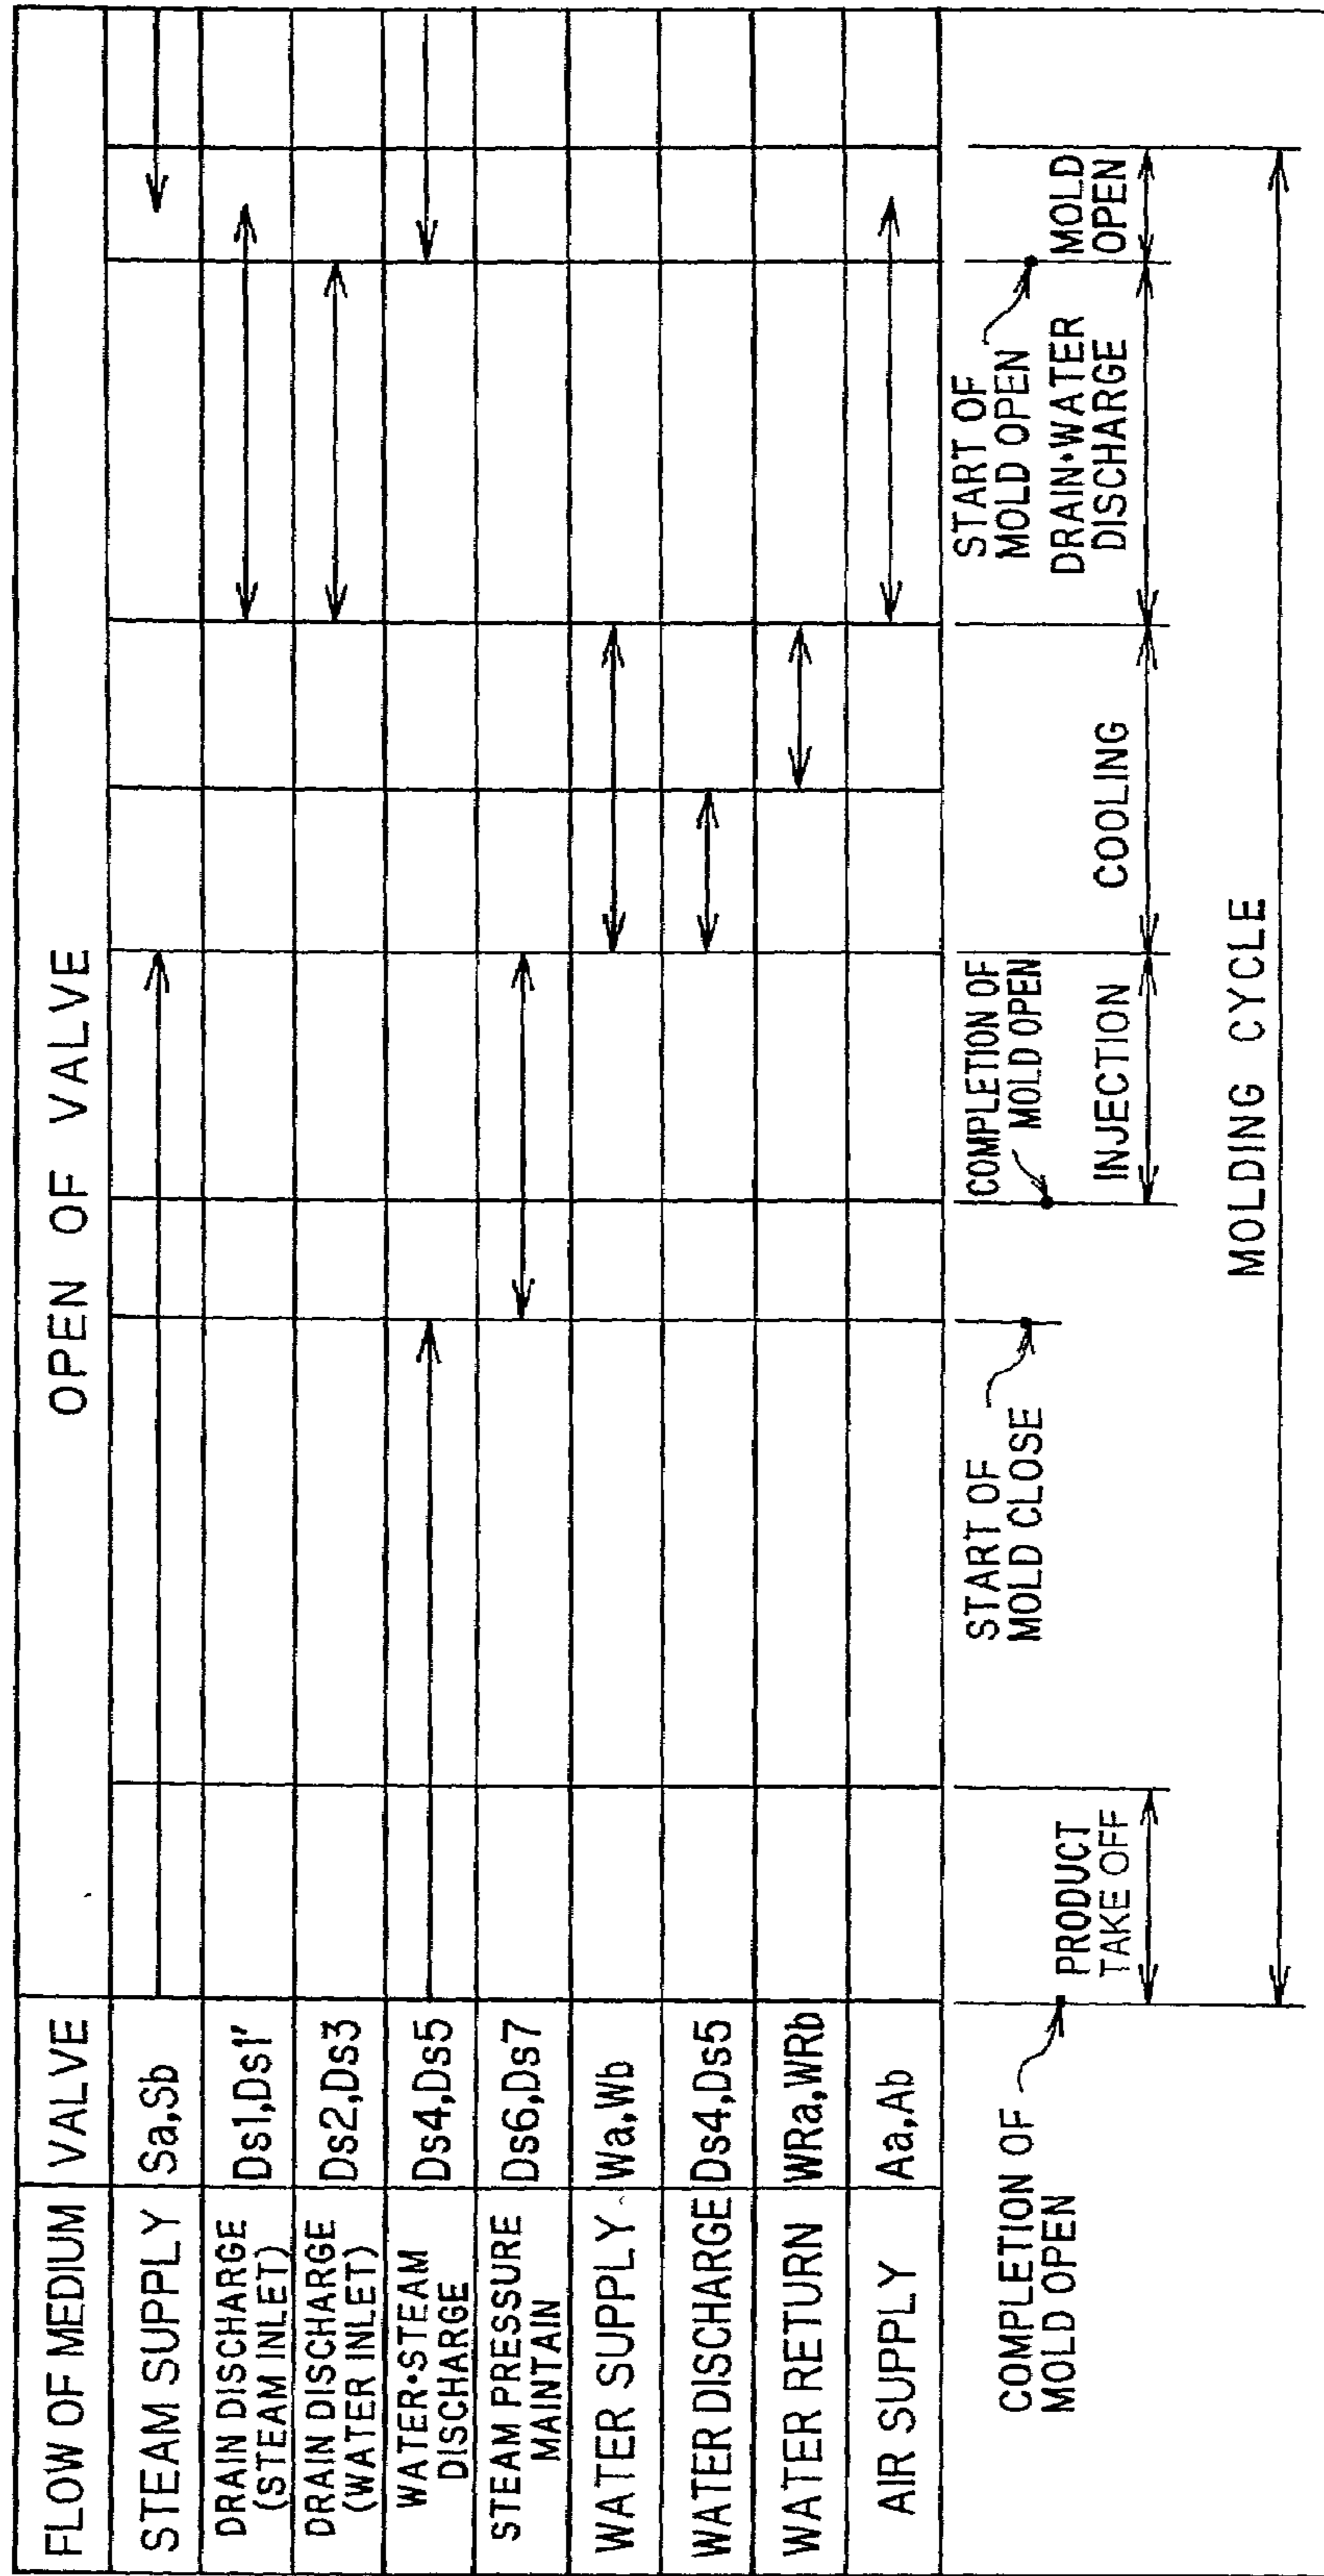 FLOW OF MEDIUM
VALVE
OPEN OF VALVE
STEAM SUPPLY
Sa,Sb
DRAIN DISCHARGE
(STEAM INLET)
Ds1,Ds1'
DRAIN DISCHARGE
(WATER INLET)
Ds2,Ds3
WATER•STEAM
DISCHARGE
Ds4,Ds5
STEAM PRESSURE
MAINTAIN
Ds6,Ds7
WATER SUPPLY
Wa,Wb
WATER DISCHARGE
Ds4,Ds5
WATER RETURN
WRa,WRb
AIR SUPPLY
Aa,Ab
COMPLETION OF
MOLD OPEN
PRODUCT
TAKE OFF
START OF
MOLD CLOSE
COMPLETION OF
MOLD OPEN
INJECTION
COOLING
START OF
MOLD OPEN
DRAIN•WATER
DISCHARGE
MOLD
OPEN
MOLDING CYCLE